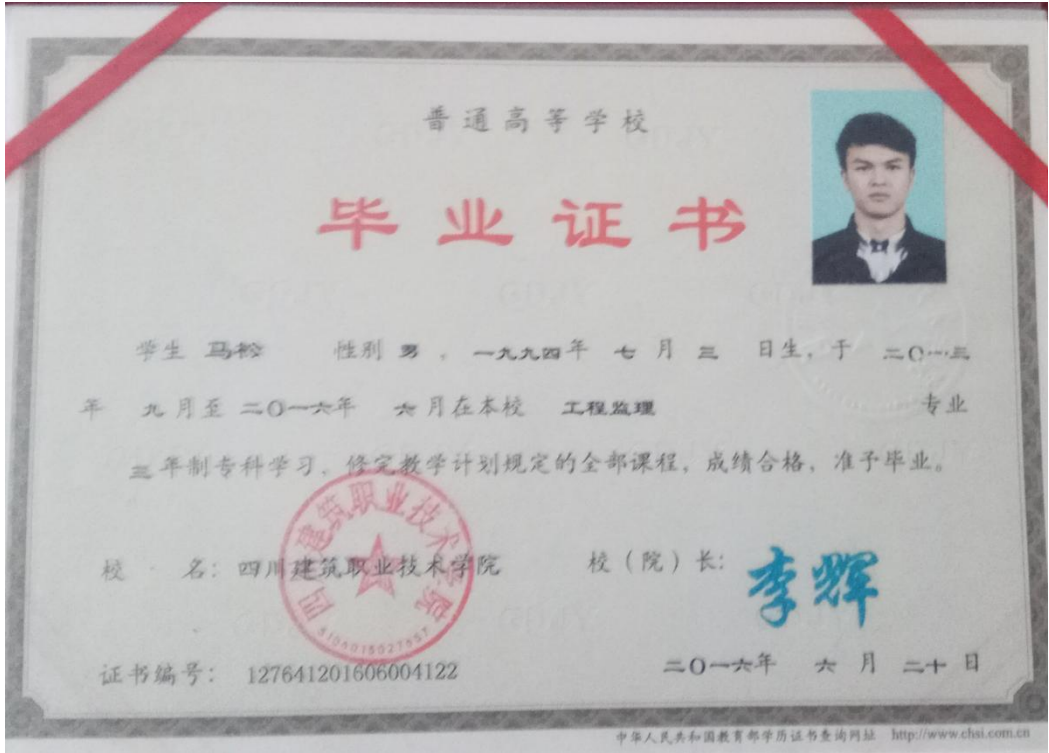 普通高等学校
毕业证书
学生 马松 性别 男 ，一九九四年 七 月 三 日生，于 二〇一三
年 九 月至 二〇一六年 六 月在本校 工程监理 专业
三 年制专科学习，修完教学计划规定的全部课程，成绩合格，准予毕业。
校 名：四川建筑职业技术学院 校（院）长：李辉
四川建筑职业技术学院
5106015027557
证书编号： 127641201606004122 二〇一六年 六 月 二十 日
中华人民共和国教育部学历证书查询网址 http://www.chsi.com.cn